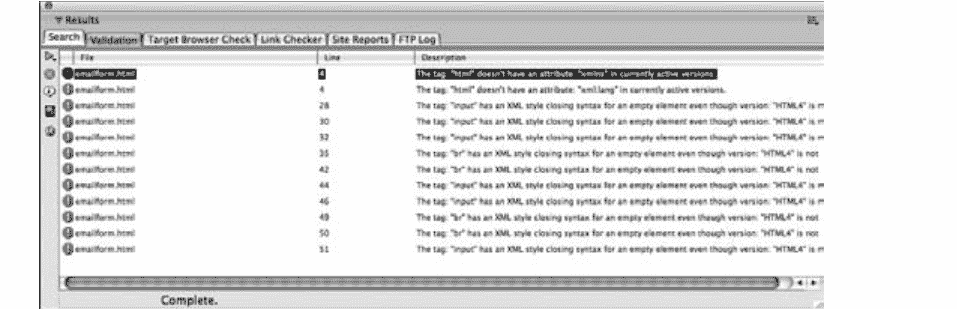 Results
Search Validation Target Browser Check Link Checker Site Reports FTP Log
File Line Description
emailform.html 4 The tag: "html" doesn't have an attribute: "xmlns" in currently active versions.
emailform.html 4 The tag: "html" doesn't have an attribute: "xml:lang" in currently active versions.
emailform.html 28 The tag: "input" has an XML style closing syntax for an empty element even though version: "HTML4" is n
emailform.html 30 The tag: "input" has an XML style closing syntax for an empty element even though version: "HTML4" is n
emailform.html 32 The tag: "input" has an XML style closing syntax for an empty element even though version: "HTML4" is n
emailform.html 35 The tag: "br" has an XML style closing syntax for an empty element even though version: "HTML4" is not
emailform.html 42 The tag: "br" has an XML style closing syntax for an empty element even though version: "HTML4" is not
emailform.html 44 The tag: "input" has an XML style closing syntax for an empty element even though version: "HTML4" is n
emailform.html 46 The tag: "input" has an XML style closing syntax for an empty element even though version: "HTML4" is n
emailform.html 49 The tag: "br" has an XML style closing syntax for an empty element even though version: "HTML4" is not
emailform.html 50 The tag: "br" has an XML style closing syntax for an empty element even though version: "HTML4" is not
emailform.html 51 The tag: "input" has an XML style closing syntax for an empty element even though version: "HTML4" is n
Complete.